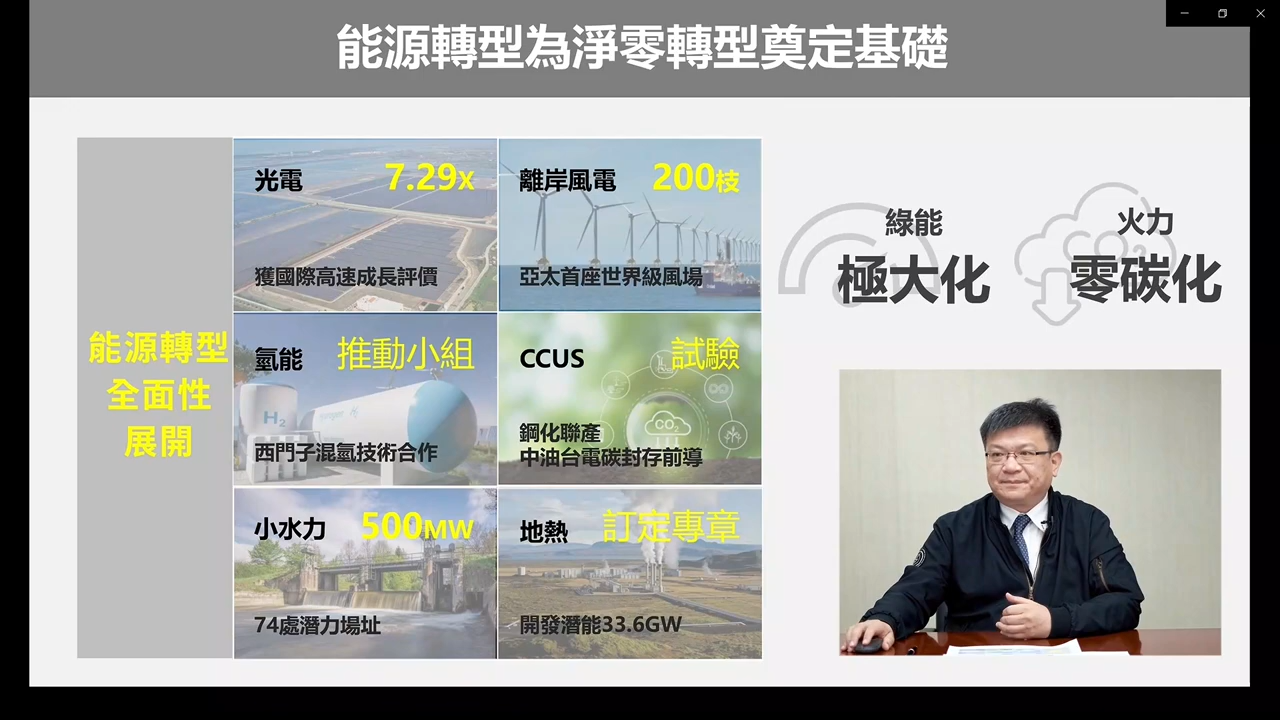 能源轉型為淨零轉型奠定基礎
能源轉型
全面性
展開
光電 7.29X
獲國際高速成長評價
離岸風電 200枝
亞太首座世界級風場
氫能 推動小組
H₂
西門子混氫技術合作
CCUS 試驗
CO₂
鋼化聯產
中油台電碳封存前導
小水力 500MW
74處潛力場址
地熱 訂定專章
開發潛能33.6GW
綠能
極大化
CO₂
火力
零碳化